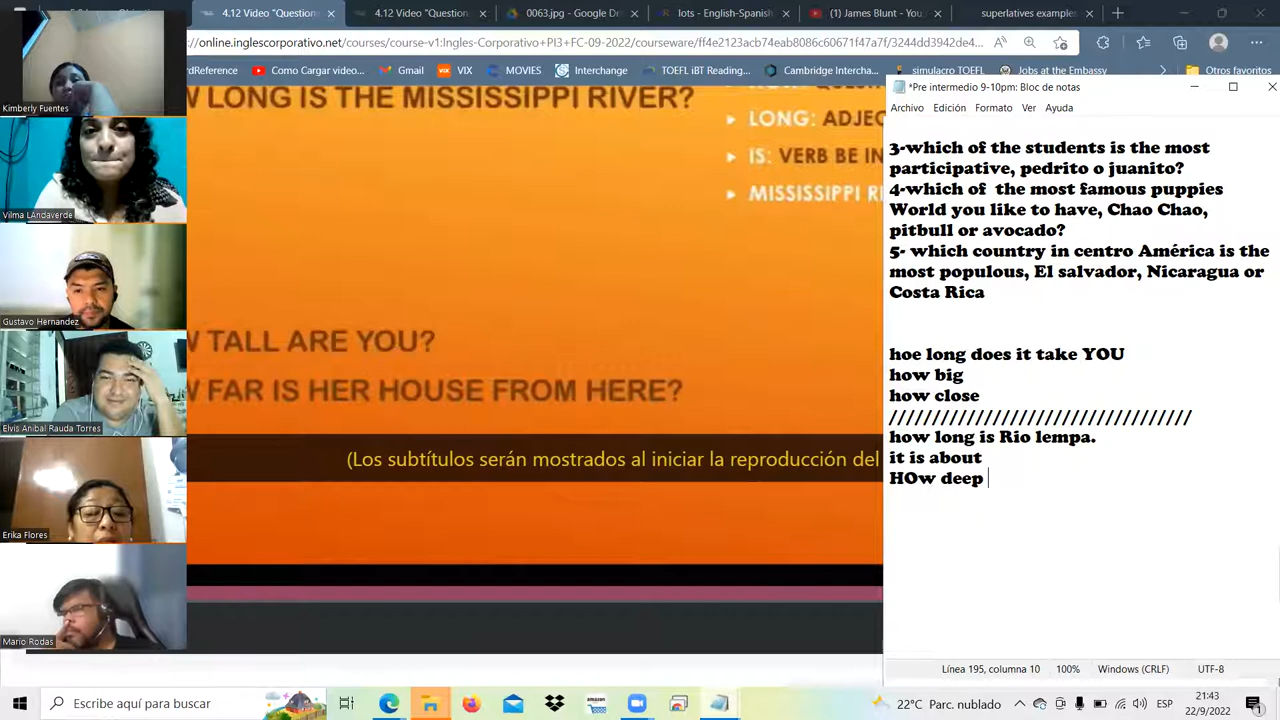 4.12 Video "Question
4.12 Video "Question
0063.jpg - Google Dr
lots - English-Spanish
(1) James Blunt - You
superlatives examples
://online.inglescorporativo.net/courses/course-v1:Ingles-Corporativo+PI3+FC-09-2022/courseware/ff4e2123acb74eab8086c60671f47a7f/3244dd3942de4...
rdReference
Como Cargar video...
Gmail
VIX
MOVIES
Interchange
TOEFL iBT Reading...
Cambridge Intercha...
simulacro TOEFL
Jobs at the Embassy
Otros favoritos
Kimberly Fuentes
Vilma LAndaverde
Gustavo Hernandez
Elvis Anibal Rauda Torres
Erika Flores
Mario Rodas
W LONG IS THE MISSISSIPPI RIVER?
LONG: ADJEC
IS: VERB BE IN
MISSISSIPPI RI
W TALL ARE YOU?
W FAR IS HER HOUSE FROM HERE?
(Los subtítulos serán mostrados al iniciar la reproducción del
*Pre intermedio 9-10pm: Bloc de notas
Archivo Edición Formato Ver Ayuda
3-which of the students is the most
participative, pedrito o juanito?
4-which of  the most famous puppies
World you like to have, Chao Chao,
pitbull or avocado?
5- which country in centro América is the
most populous, El salvador, Nicaragua or
Costa Rica
hoe long does it take YOU
how big
how close
///////////////////////////////////
how long is Rio lempa.
it is about
HOw deep
Línea 195, columna 10 100% Windows (CRLF) UTF-8
Escribe aquí para buscar
amazon
22°C Parc. nublado
ESP
21:43
22/9/2022
1